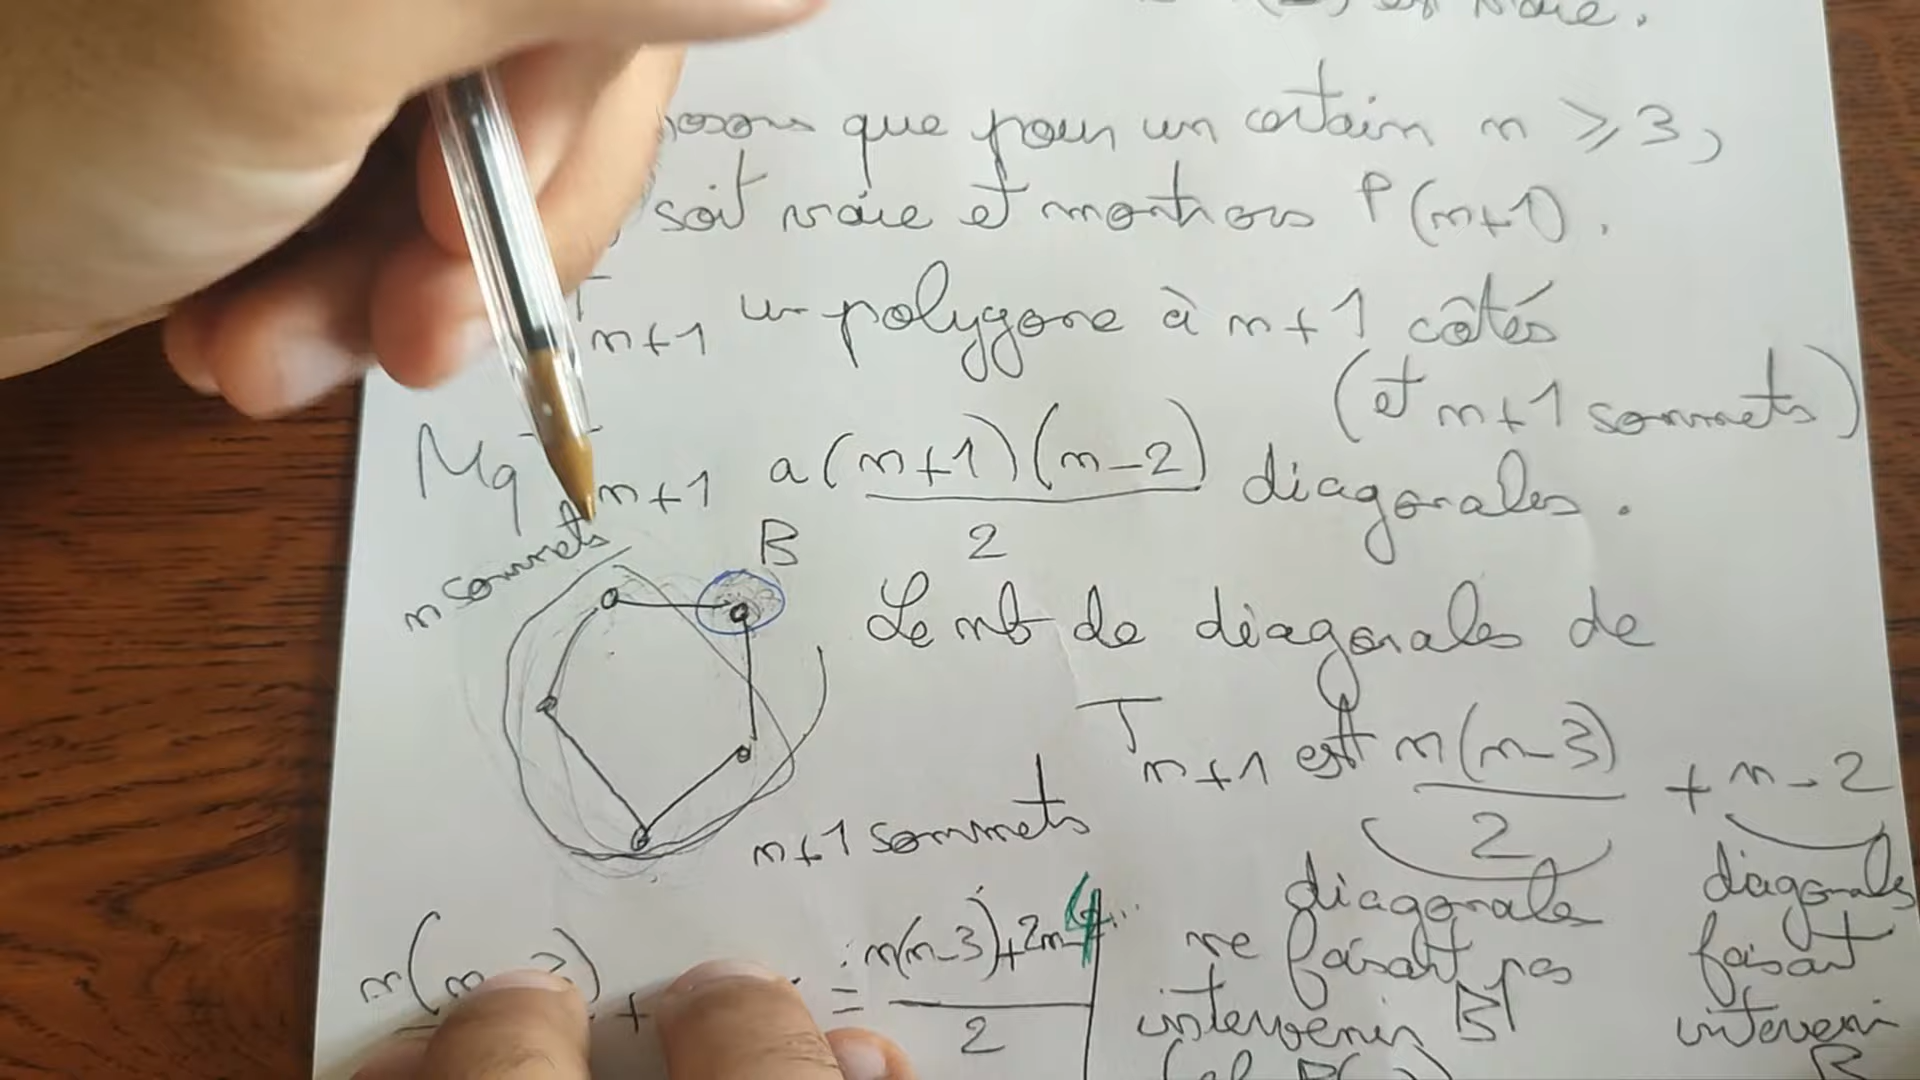 est vraie.
que pour un certain n ≥ 3,
soit vraie et montrons P(n+1).
n+1 un polygone à n+1 côtés
(et n+1 sommets)
Mq n+1 a (n+1)(n-2)/2 diagonales.
n sommets
B
Le nb de diagonales de
T n+1 est n(n-3)/2 + n-2
n+1 sommets
diagonales
ne faisant pas
intervenir B
diagonales
faisant
intervenir
B
= n(n-3)+2n-4/2